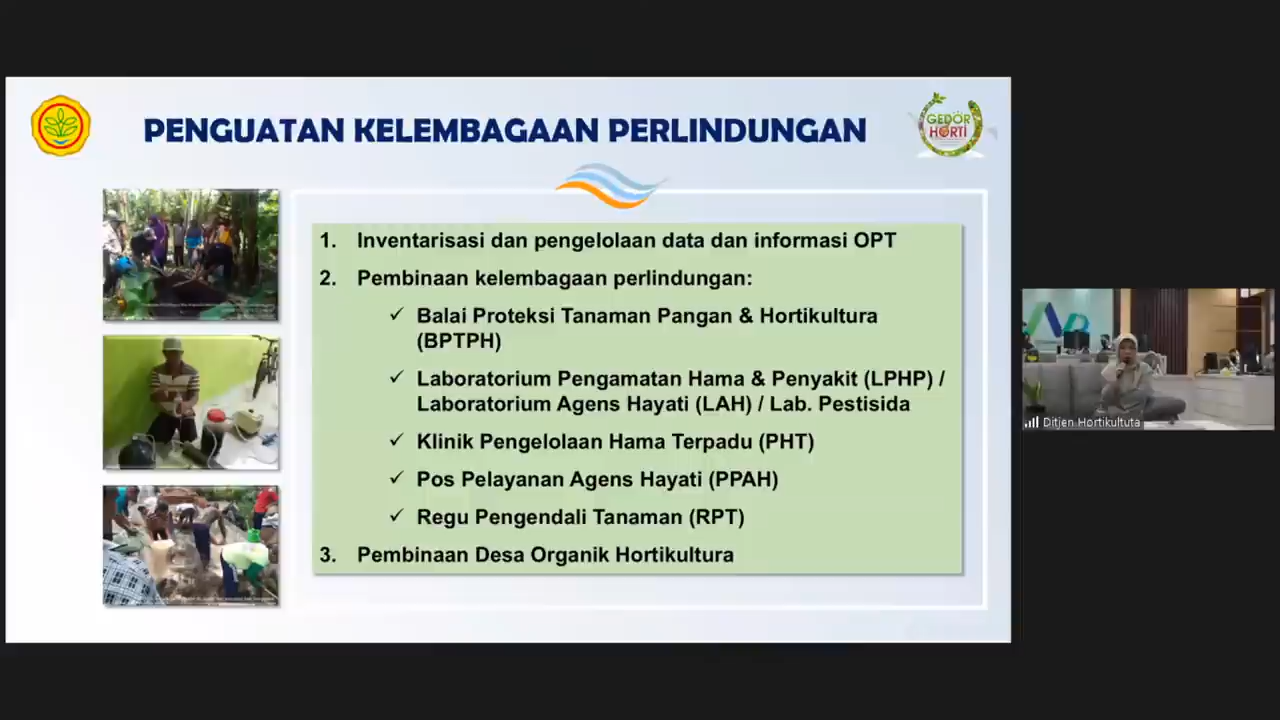 PENGUATAN KELEMBAGAAN PERLINDUNGAN
GEDOR
HORTI
1. Inventarisasi dan pengelolaan data dan informasi OPT
2. Pembinaan kelembagaan perlindungan:
✓ Balai Proteksi Tanaman Pangan & Hortikultura
(BPTPH)
✓ Laboratorium Pengamatan Hama & Penyakit (LPHP) /
Laboratorium Agens Hayati (LAH) / Lab. Pestisida
✓ Klinik Pengelolaan Hama Terpadu (PHT)
✓ Pos Pelayanan Agens Hayati (PPAH)
✓ Regu Pengendali Tanaman (RPT)
3. Pembinaan Desa Organik Hortikultura
Ditjen Hortikultuta